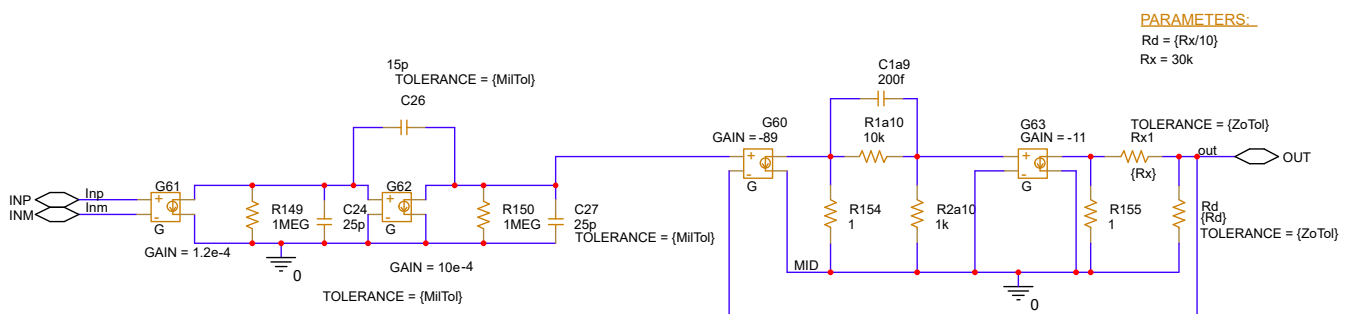 PARAMETERS:
Rd = {Rx/10}
Rx = 30k
15p
TOLERANCE = {MilTol}
C26
C1a9
200f
G60
GAIN = -89
R1a10
10k
G63
GAIN = -11
TOLERANCE = {ZoTol}
Rx1
{Rx}
out
OUT
INP
Inp
INM
Inm
G61
+
-
G
GAIN = 1.2e-4
R149
1MEG
C24
25p
G62
+
-
G
GAIN = 10e-4
TOLERANCE = {MilTol}
R150
1MEG
C27
25p
TOLERANCE = {MilTol}
0
+
-
G
R154
1
R2a10
1k
MID
+
-
G
R155
1
Rd
{Rd}
TOLERANCE = {ZoTol}
0